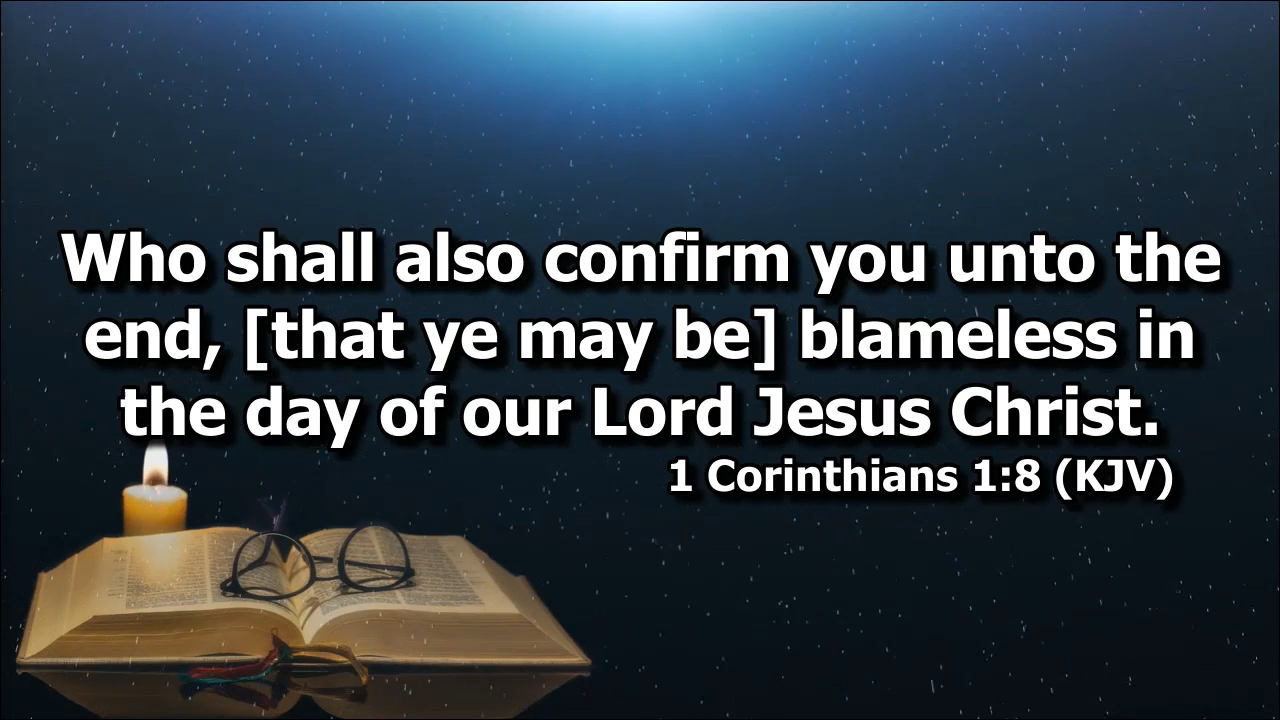 Who shall also confirm you unto the
end, [that ye may be] blameless in
the day of our Lord Jesus Christ.
1 Corinthians 1:8 (KJV)